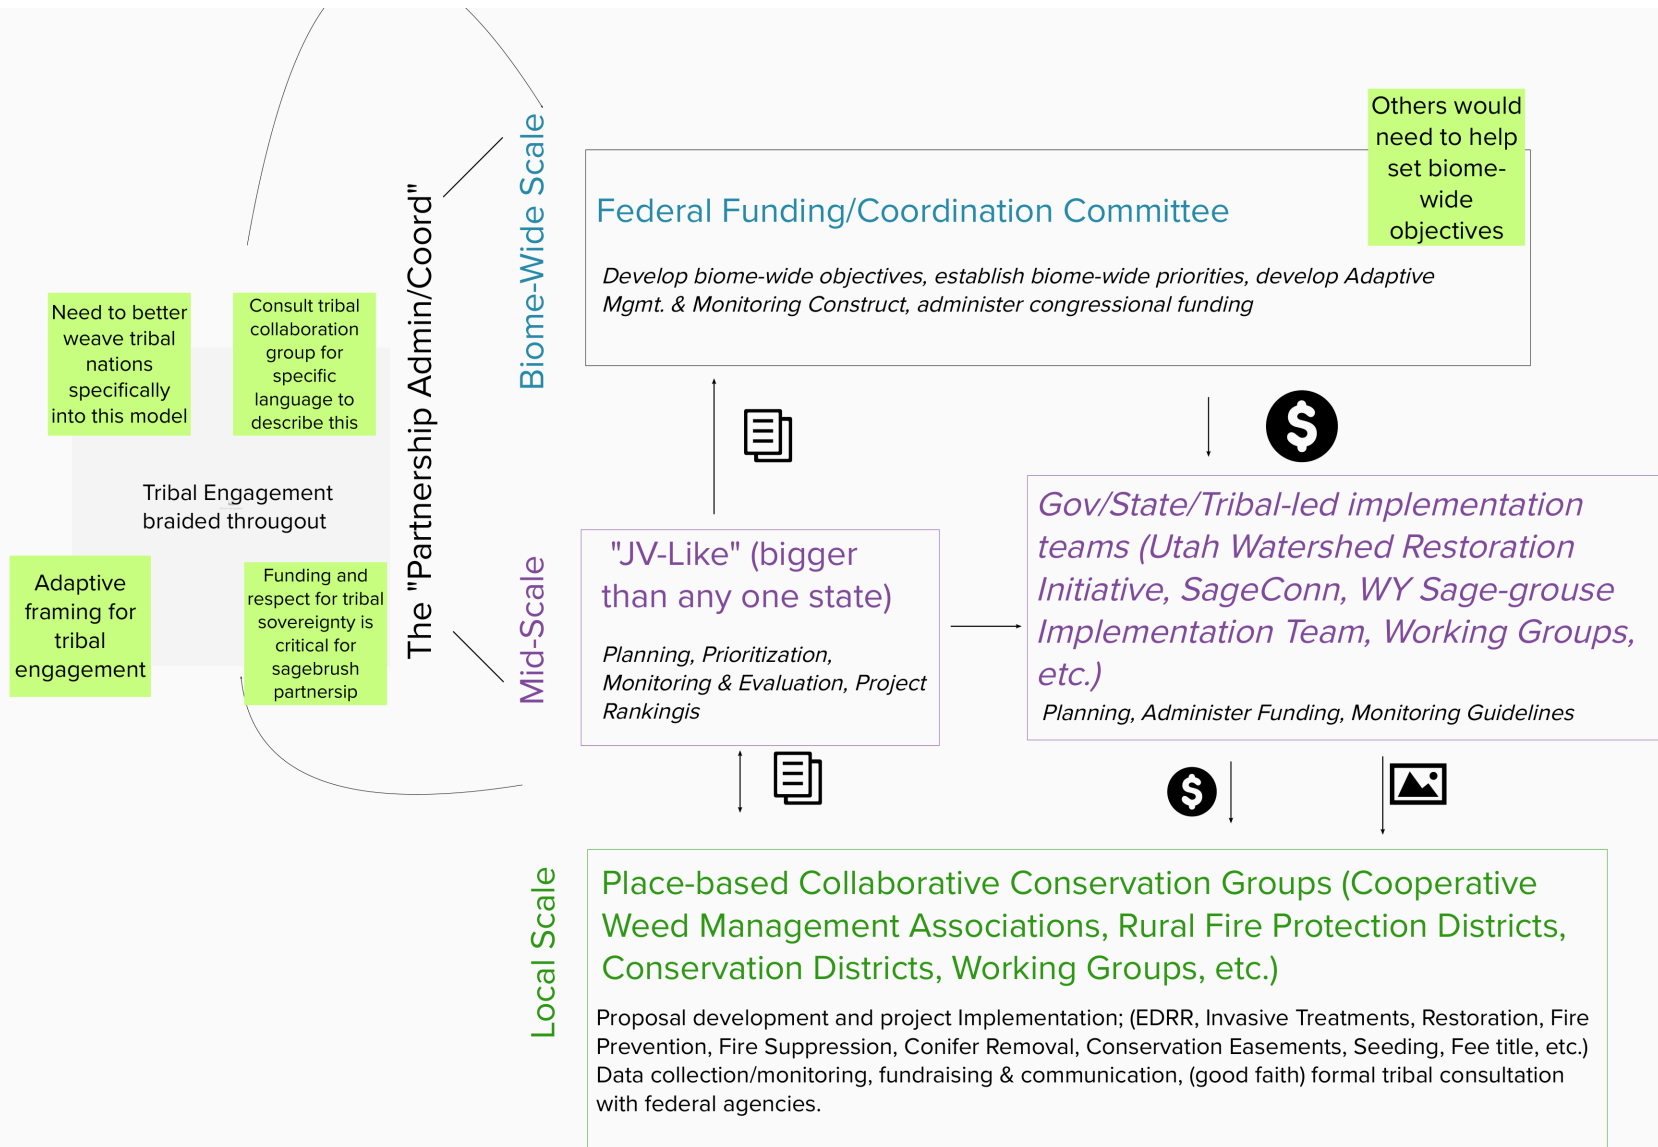 Others would
need to help
set biome-
wide
objectives
Biome-Wide Scale
Federal Funding/Coordination Committee
Develop biome-wide objectives, establish biome-wide priorities, develop Adaptive
Mgmt. & Monitoring Construct, administer congressional funding
The "Partnership Admin/Coord"
Need to better
weave tribal
nations
specifically
into this model
Consult tribal
collaboration
group for
specific
language to
describe this
Tribal Engagement
braided througout
Adaptive
framing for
tribal
engagement
Funding and
respect for tribal
sovereignty is
critical for
sagebrush
partnersip
Mid-Scale
"JV-Like" (bigger
than any one state)
Planning, Prioritization,
Monitoring & Evaluation, Project
Rankingis
Gov/State/Tribal-led implementation
teams (Utah Watershed Restoration
Initiative, SageConn, WY Sage-grouse
Implementation Team, Working Groups,
etc.)
Planning, Administer Funding, Monitoring Guidelines
Local Scale
Place-based Collaborative Conservation Groups (Cooperative
Weed Management Associations, Rural Fire Protection Districts,
Conservation Districts, Working Groups, etc.)
Proposal development and project Implementation; (EDRR, Invasive Treatments, Restoration, Fire
Prevention, Fire Suppression, Conifer Removal, Conservation Easements, Seeding, Fee title, etc.)
Data collection/monitoring, fundraising & communication, (good faith) formal tribal consultation
with federal agencies.